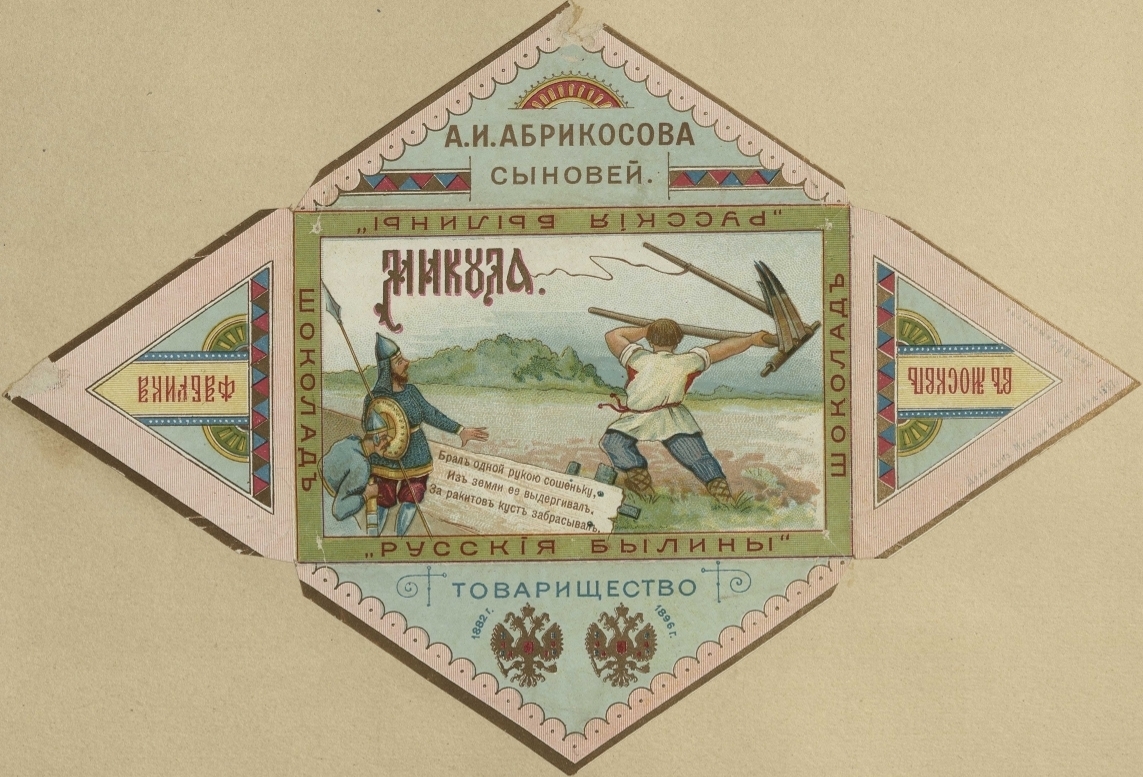 А.И.АБРИКОСОВА
СЫНОВЕЙ.
„РУССКІЯ БЫЛИНЫ"
МИКУЛА.
ШОКОЛАДЪ
ШОКОЛАДЪ
ФАБРИКА
ВЪ МОСКВѢ
Бралъ одной рукою сошеньку,
Изъ земли ее выдергивалъ,
За ракитовъ кустъ забрасывалъ.
„РУССКІЯ БЫЛИНЫ"
ТОВАРИЩЕСТВО
1882 г.
1896 г.